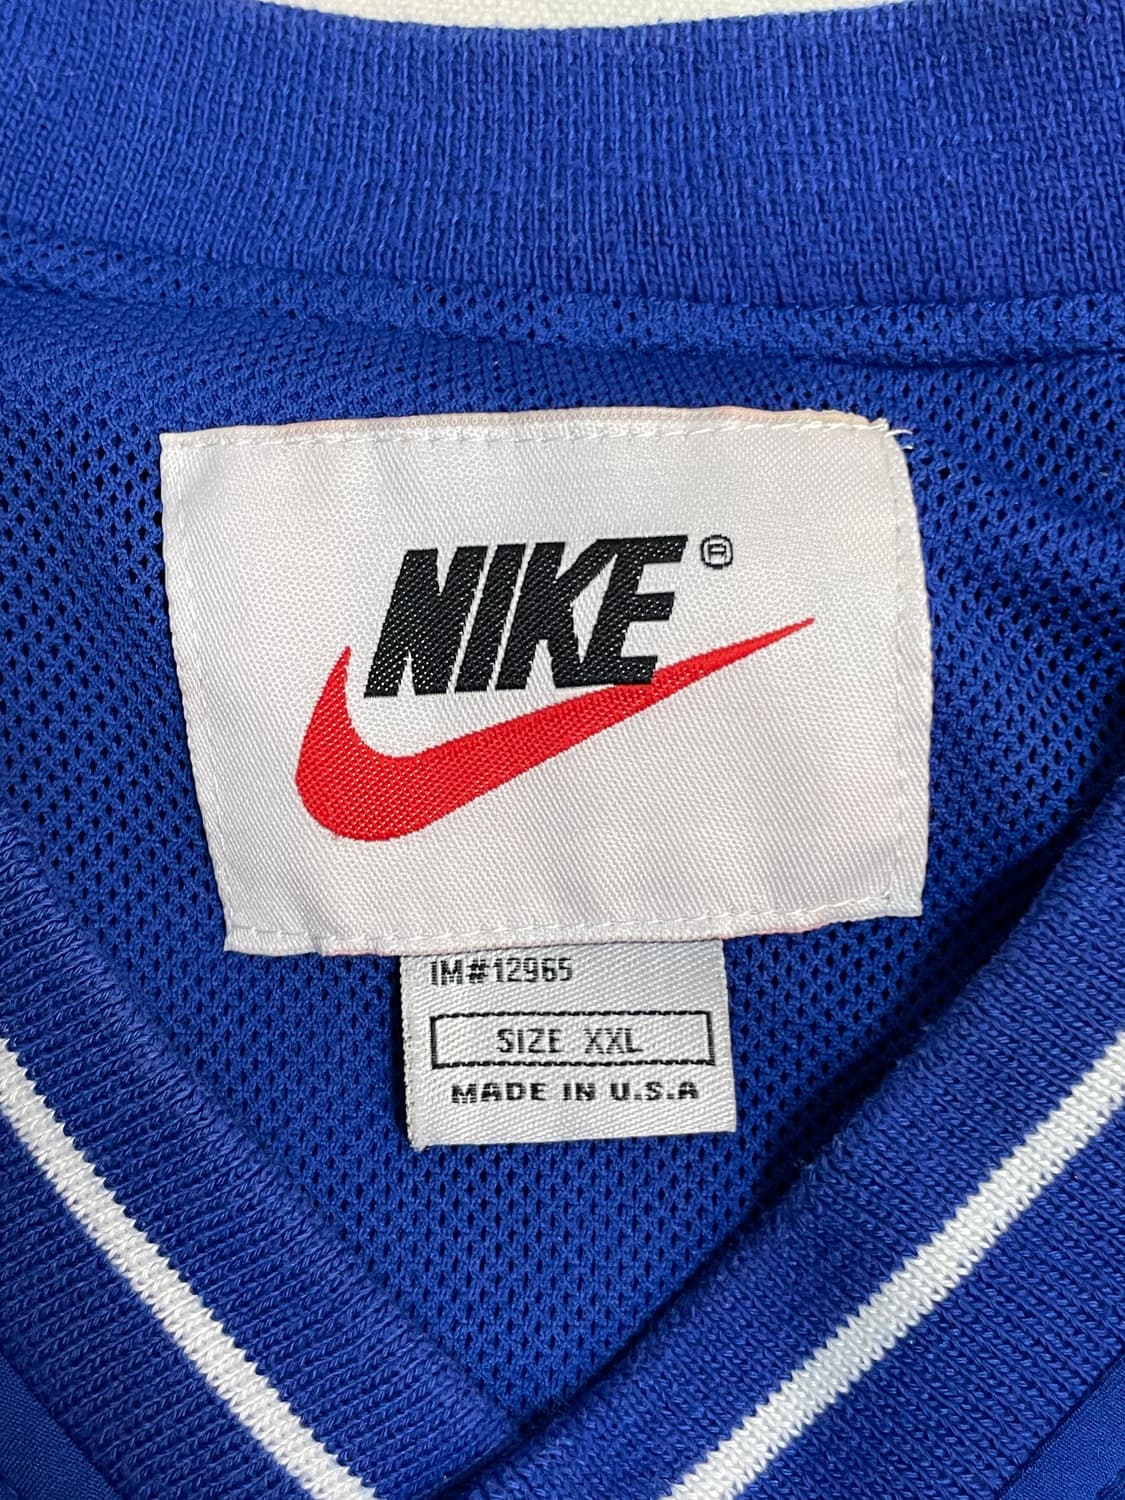 NIKE ®
IM#12965
SIZE XXL
MADE IN U.S.A